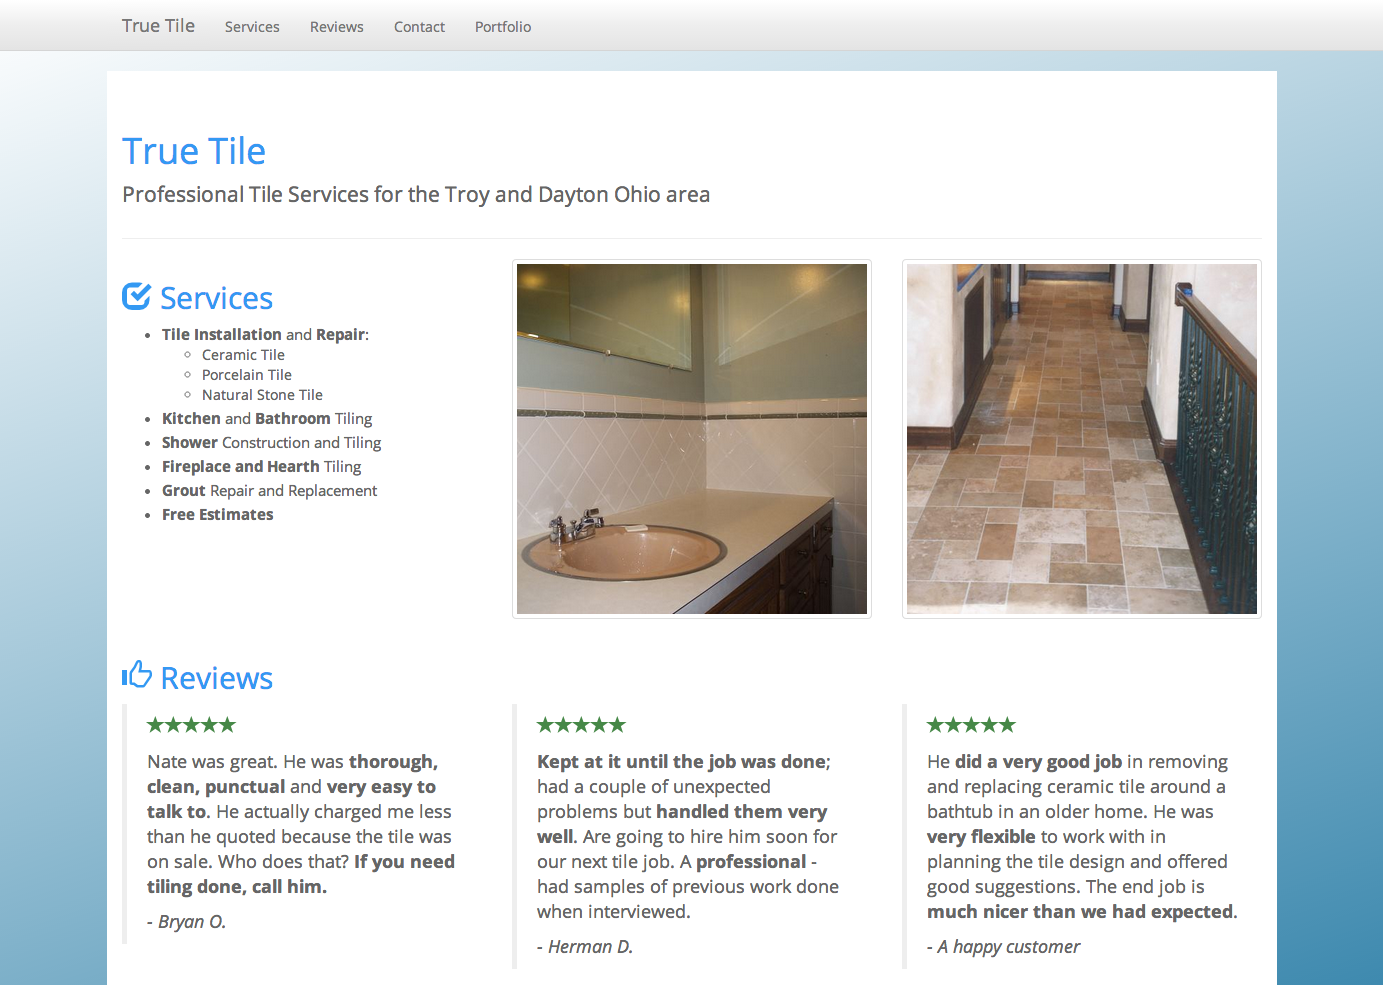 True Tile Services Reviews Contact Portfolio
True Tile
Professional Tile Services for the Troy and Dayton Ohio area
Services
Tile Installation and Repair:
Ceramic Tile
Porcelain Tile
Natural Stone Tile
Kitchen and Bathroom Tiling
Shower Construction and Tiling
Fireplace and Hearth Tiling
Grout Repair and Replacement
Free Estimates
Reviews
★★★★★
Nate was great. He was thorough,
clean, punctual and very easy to
talk to. He actually charged me less
than he quoted because the tile was
on sale. Who does that? If you need
tiling done, call him.
- Bryan O.
★★★★★
Kept at it until the job was done;
had a couple of unexpected
problems but handled them very
well. Are going to hire him soon for
our next tile job. A professional -
had samples of previous work done
when interviewed.
- Herman D.
★★★★★
He did a very good job in removing
and replacing ceramic tile around a
bathtub in an older home. He was
very flexible to work with in
planning the tile design and offered
good suggestions. The end job is
much nicer than we had expected.
- A happy customer